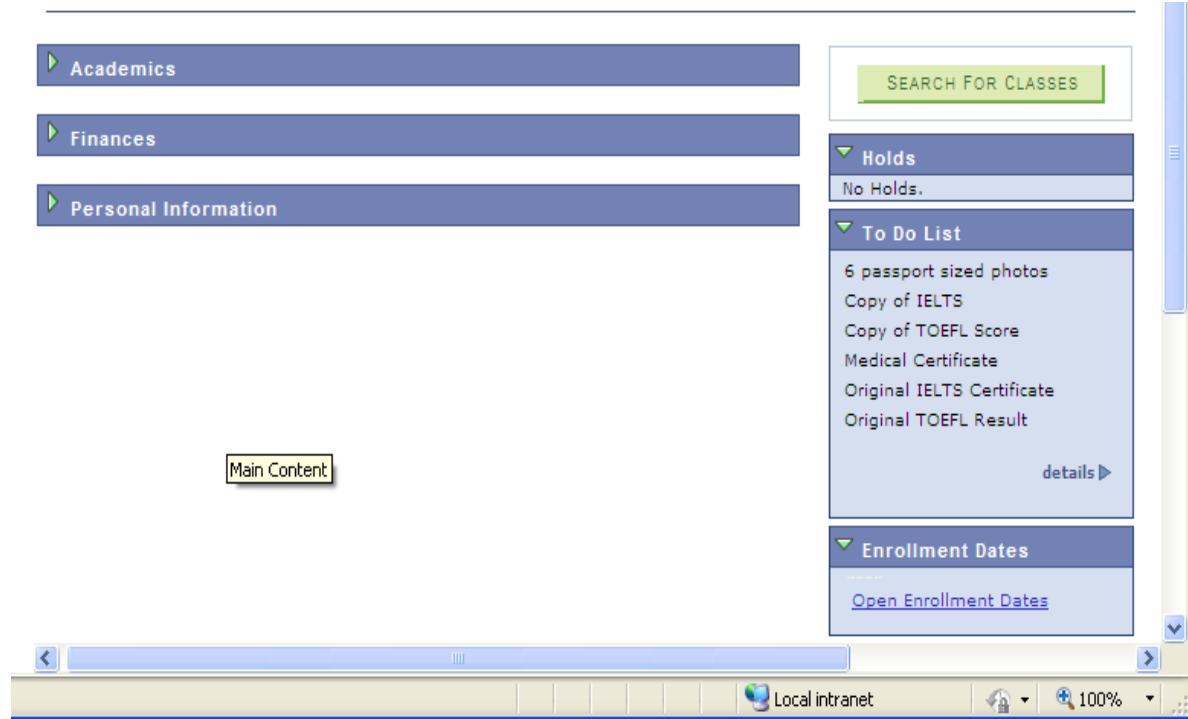 Academics
Finances
Personal Information
Main Content
SEARCH FOR CLASSES
Holds
No Holds.
To Do List
6 passport sized photos
Copy of IELTS
Copy of TOEFL Score
Medical Certificate
Original IELTS Certificate
Original TOEFL Result
details
Enrollment Dates
Open Enrollment Dates
Local intranet
100%